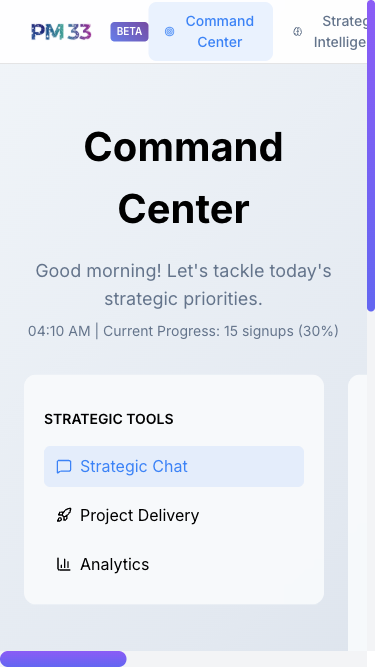 PM 33
BETA
Command
Center
Strateg
Intellige
Command
Center
Good morning! Let's tackle today's
strategic priorities.
04:10 AM | Current Progress: 15 signups (30%)
STRATEGIC TOOLS
Strategic Chat
Project Delivery
Analytics